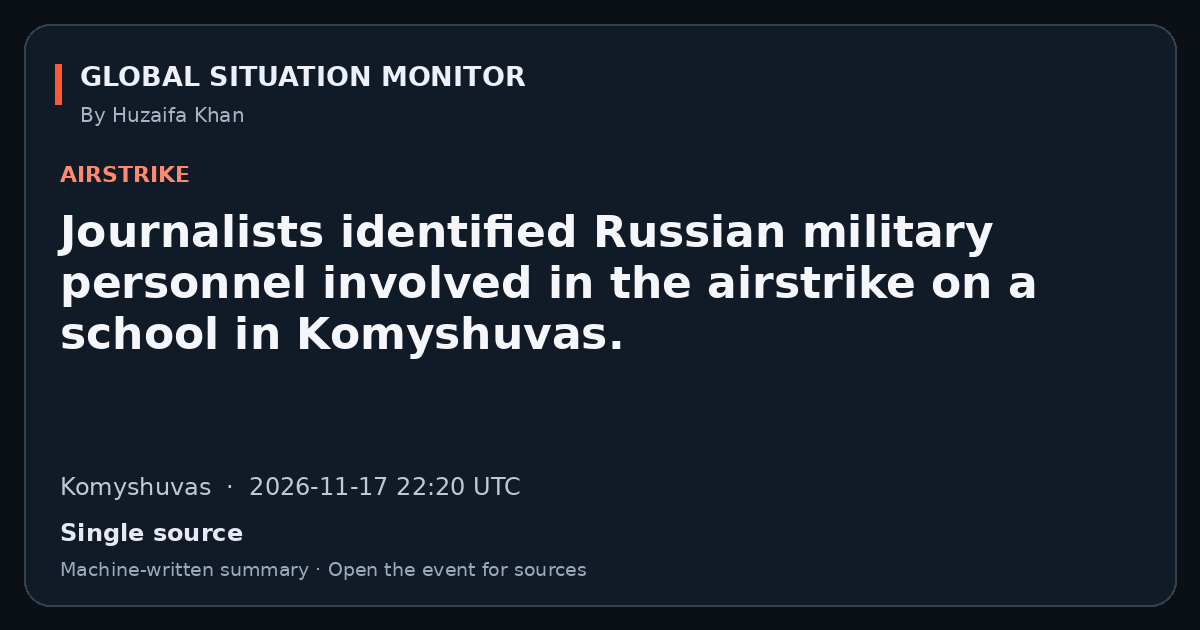 GLOBAL SITUATION MONITOR
By Huzaifa Khan
AIRSTRIKE
Journalists identified Russian military
personnel involved in the airstrike on a
school in Komyshuvas.
Komyshuvas · 2026-11-17 22:20 UTC
Single source
Machine-written summary · Open the event for sources